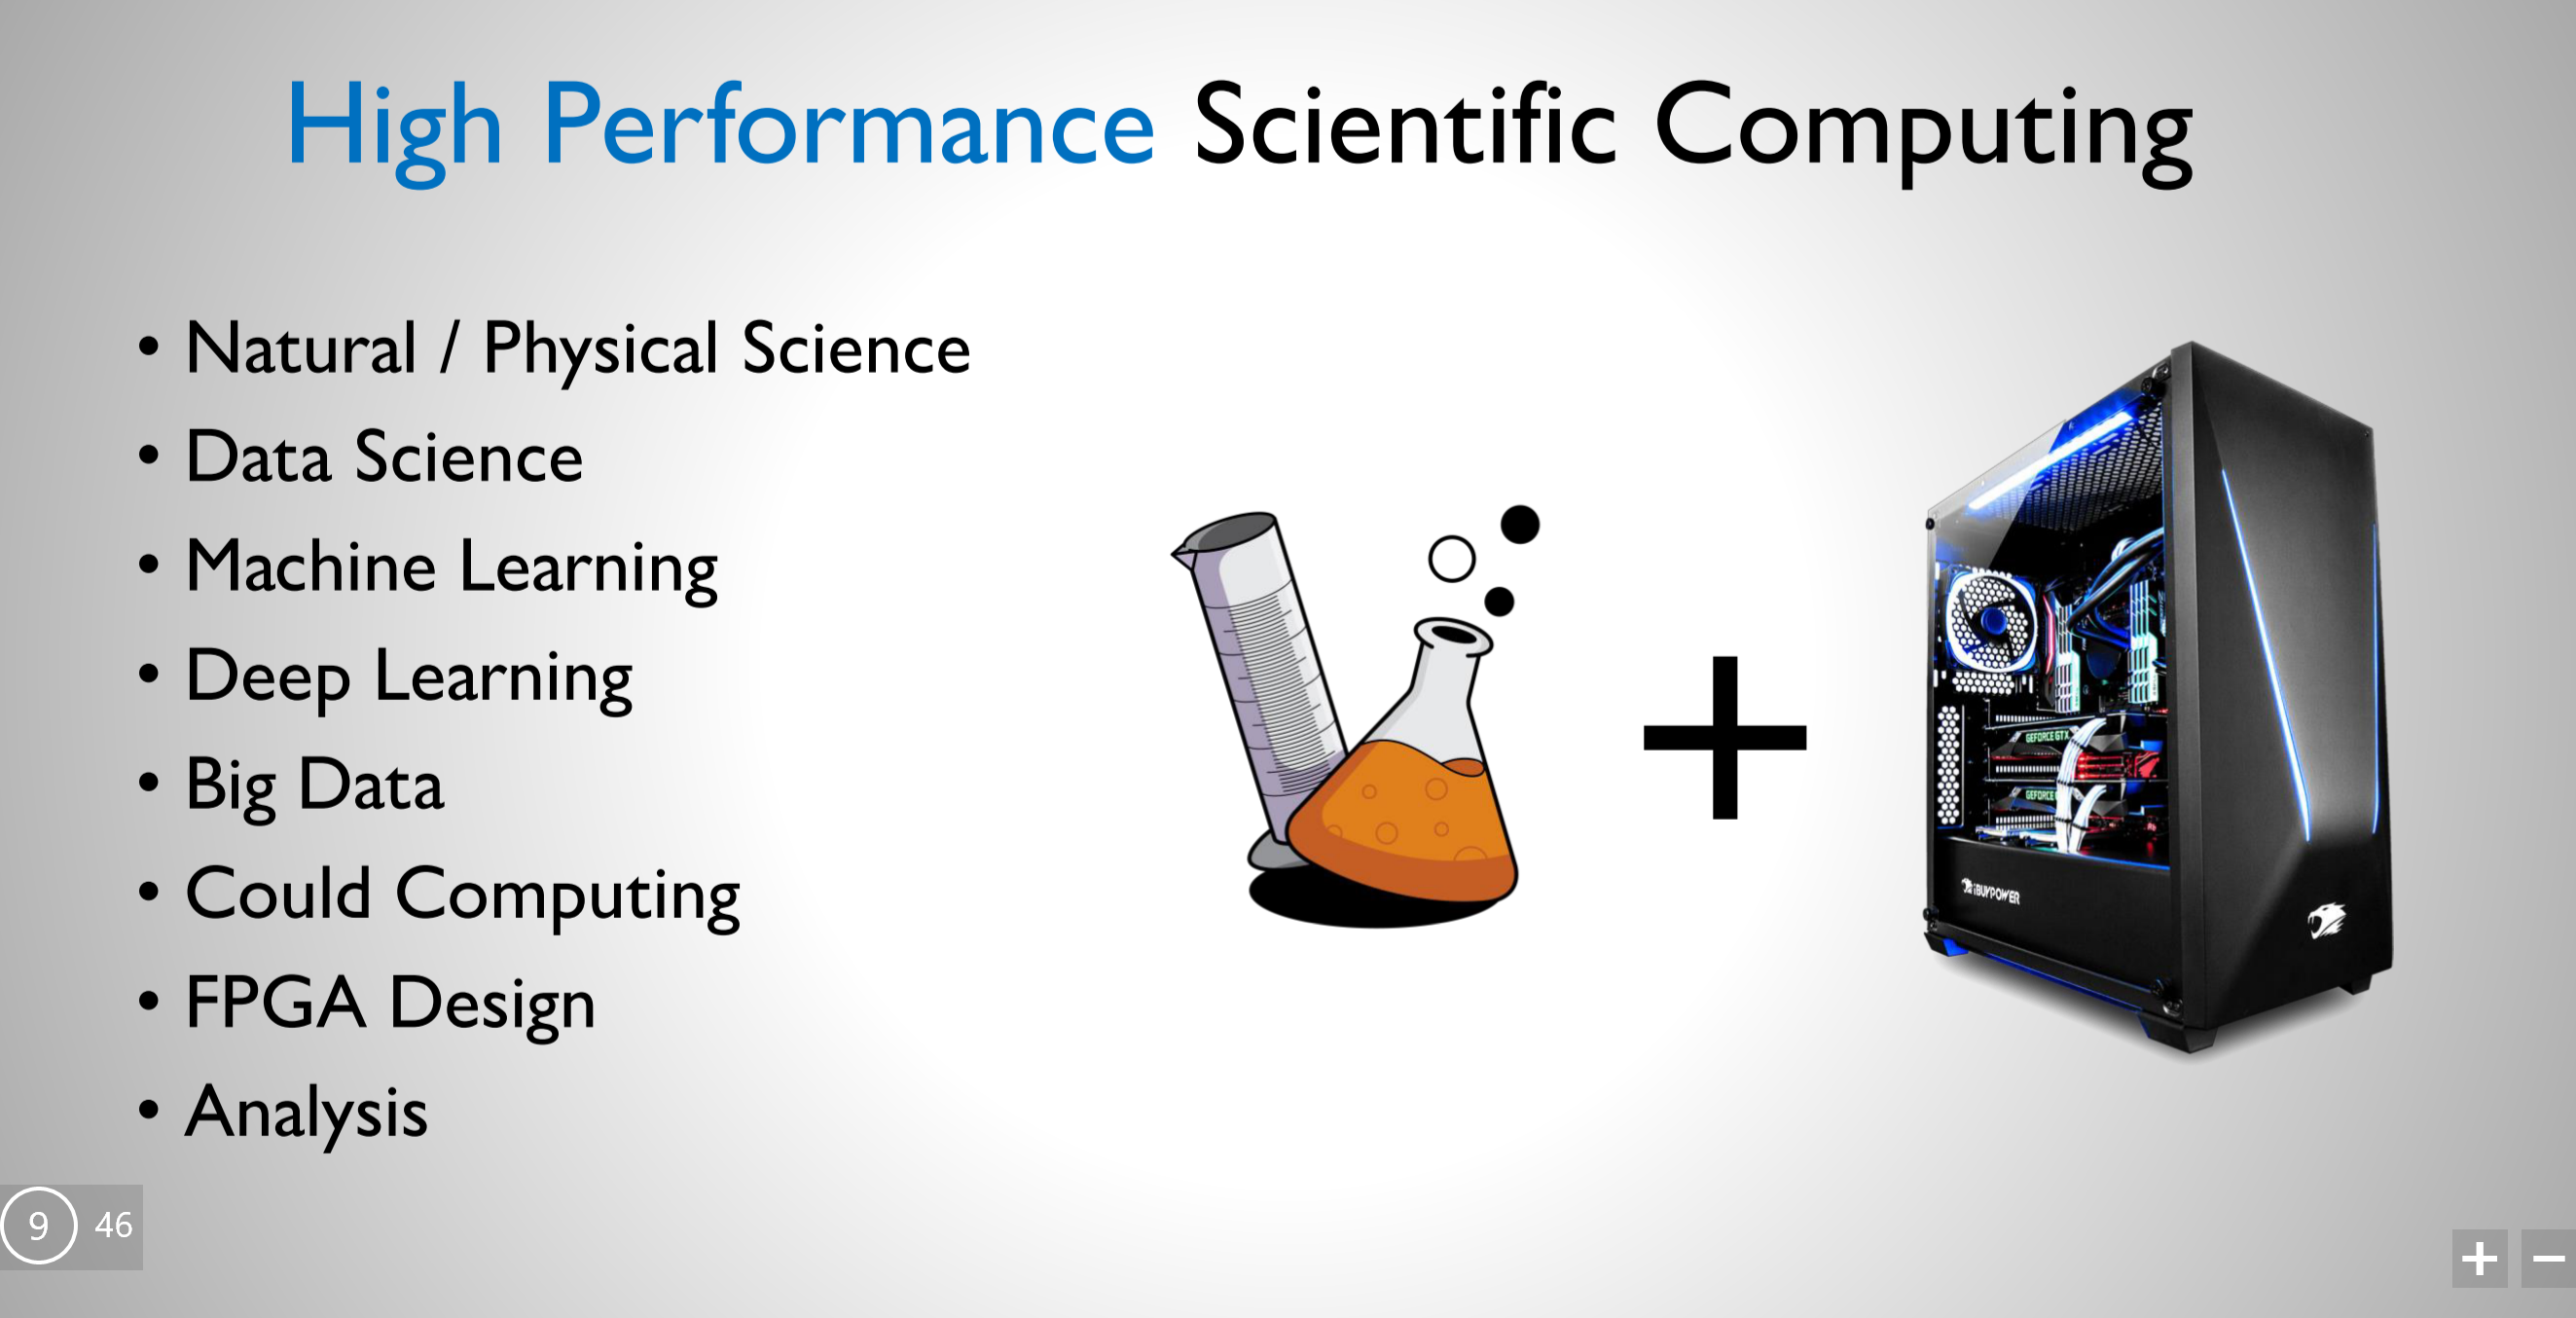 High Performance Scientific Computing
• Natural / Physical Science
• Data Science
• Machine Learning
• Deep Learning
• Big Data
• Could Computing
• FPGA Design
• Analysis
GEFORCE GTX
GEFORCE
iBUYPOWER
9 46
+ −